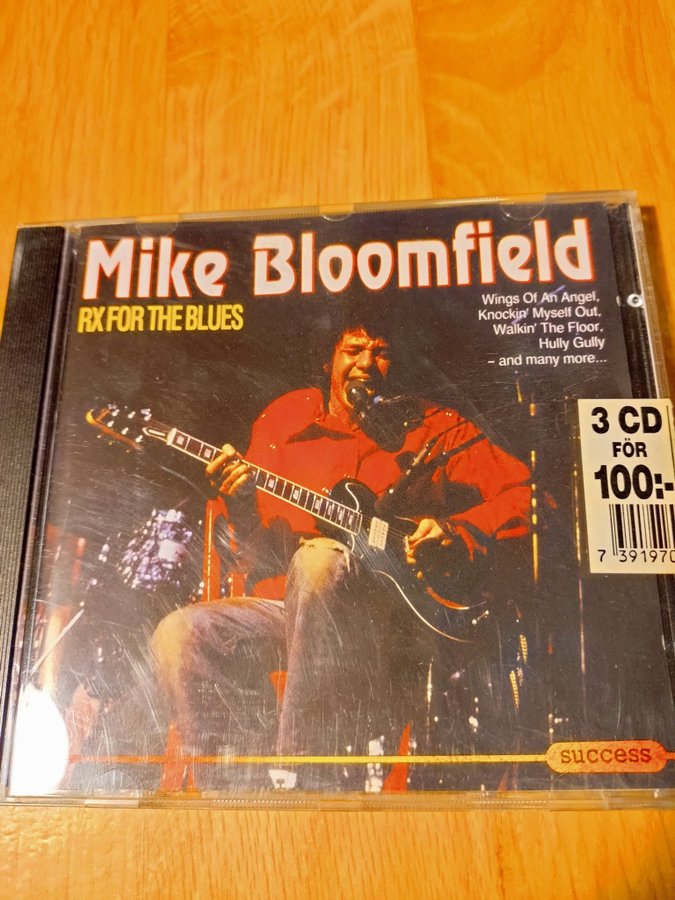 Mike Bloomfield
RX FOR THE BLUES
Wings Of An Angel,
Knockin' Myself Out,
Walkin' The Floor,
Hully Gully
– and many more...
3 CD
FÖR
100:-
7 391970
success